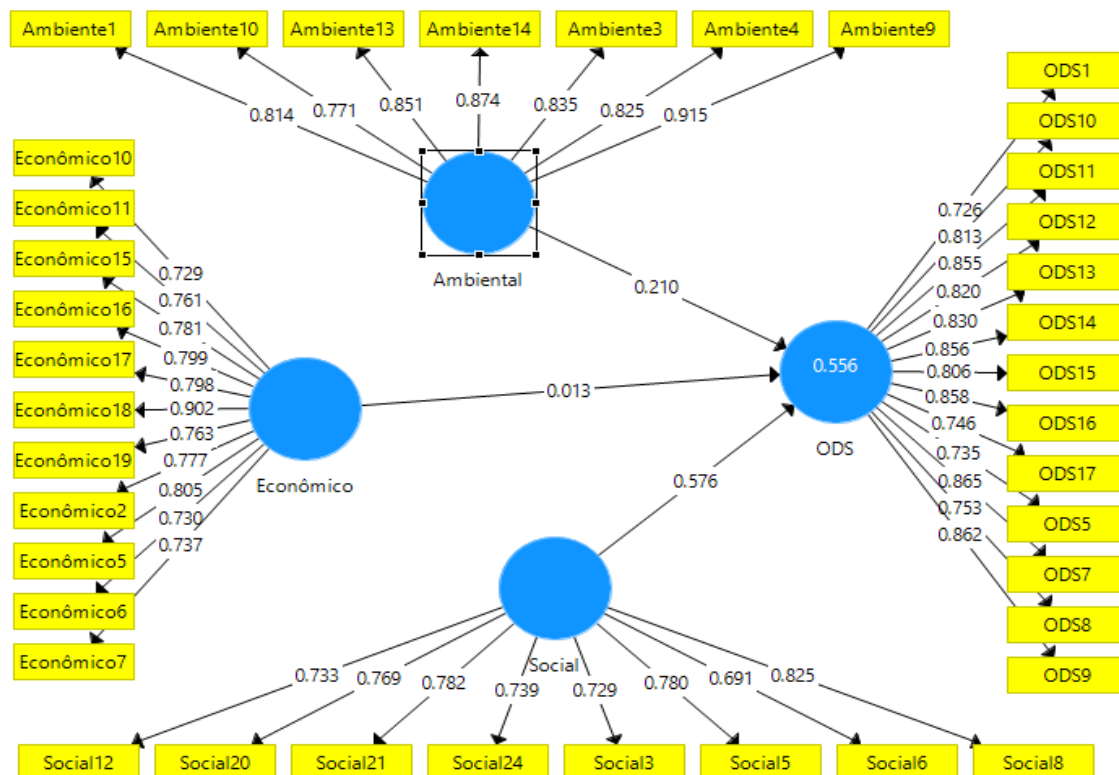 Ambiente1 Ambiente10 Ambiente13 Ambiente14 Ambiente3 Ambiente4 Ambiente9
0.814 0.771 0.851 0.874 0.835 0.825 0.915
Ambiental
0.210
Econômico10
Econômico11
Econômico15
Econômico16
Econômico17
Econômico18
Econômico19
Econômico2
Econômico5
Econômico6
Econômico7
0.729
0.761
0.781
0.799
0.798
0.902
0.763
0.777
0.805
0.730
0.737
Econômico
0.013
0.556
ODS
0.726
0.813
0.855
0.820
0.830
0.856
0.806
0.858
0.746
0.735
0.865
0.753
0.862
ODS1
ODS10
ODS11
ODS12
ODS13
ODS14
ODS15
ODS16
ODS17
ODS5
ODS7
ODS8
ODS9
0.576
Social
0.733 0.769 0.782 0.739 0.729 0.780 0.691 0.825
Social12 Social20 Social21 Social24 Social3 Social5 Social6 Social8